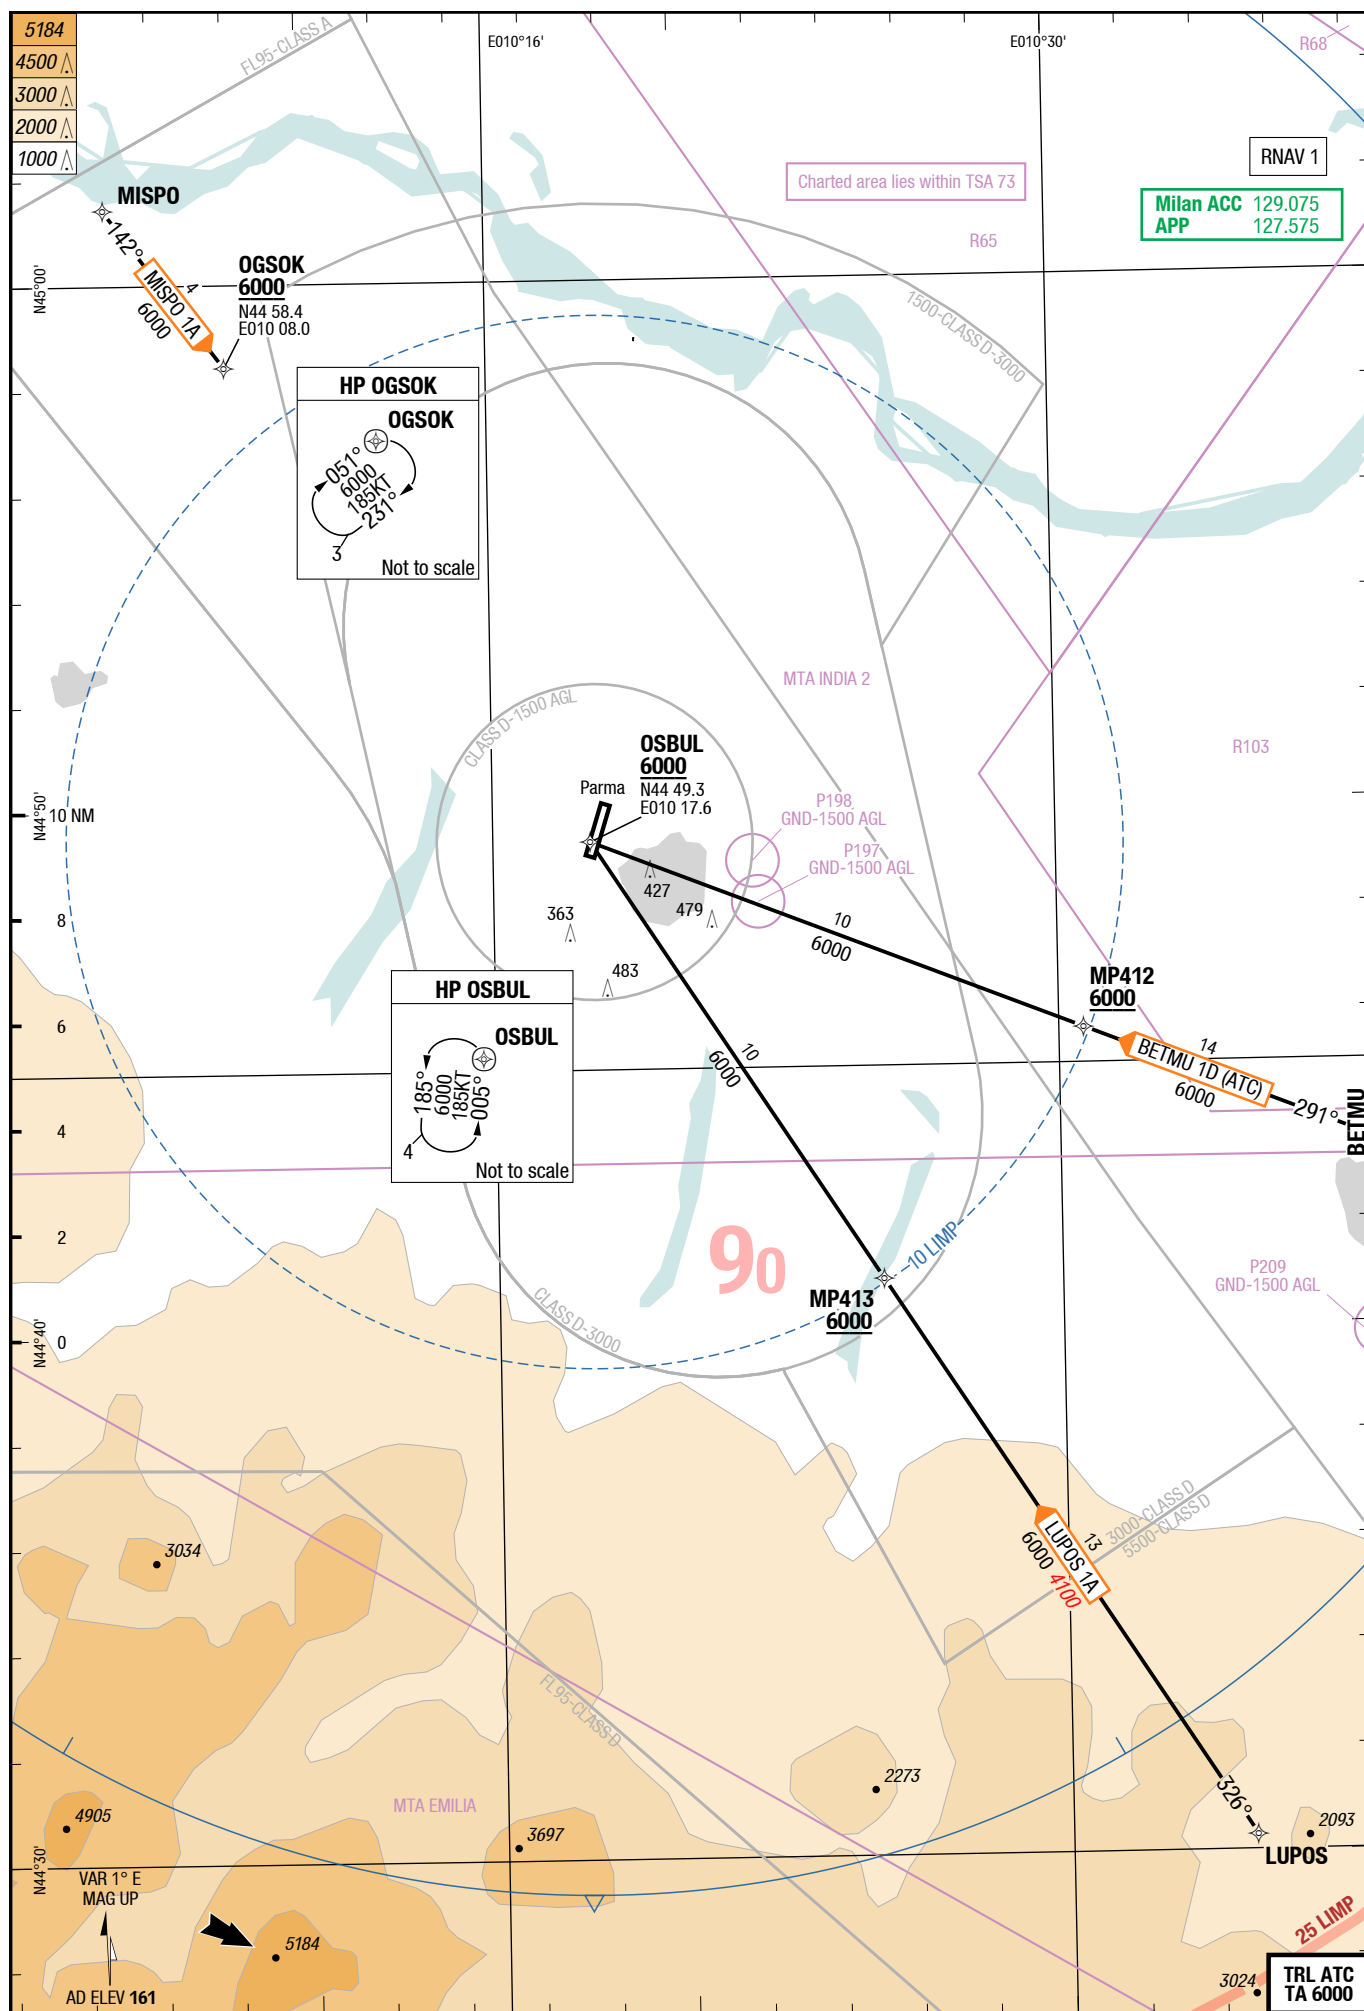 5184
4500
3000
2000
1000
FL95-CLASS A
E010°16'
E010°30'
R68
RNAV 1
Charted area lies within TSA 73
Milan ACC 129.075
APP 127.575
R65
MISPO
142°
MISPO 1A
4
6000
OGSOK
6000
N44 58.4
E010 08.0
N45°00'
1500-CLASS D-3000
HP OGSOK
OGSOK
051°
6000
185KT
231°
3
Not to scale
MTA INDIA 2
R103
CLASS D-1500 AGL
OSBUL
6000
N44 49.3
E010 17.6
Parma
N44°50'
10 NM
P198
GND-1500 AGL
P197
GND-1500 AGL
427
479
363
483
8
10
6000
MP412
6000
HP OSBUL
OSBUL
185°
6000
185KT
005°
4
Not to scale
6
10
6000
BETMU 1D (ATC)
14
6000
291°
BETMU
4
2
90
10 LIMP
P209
GND-1500 AGL
MP413
6000
CLASS D-3000
N44°40'
0
3034
3000-CLASS D
5500-CLASS D
LUPOS 1A
13
6000
4100
FL95-CLASS D
2273
MTA EMILIA
4905
3697
326°
2093
LUPOS
N44°30'
VAR 1° E
MAG UP
5184
AD ELEV 161
25 LIMP
3024
TRL ATC
TA 6000